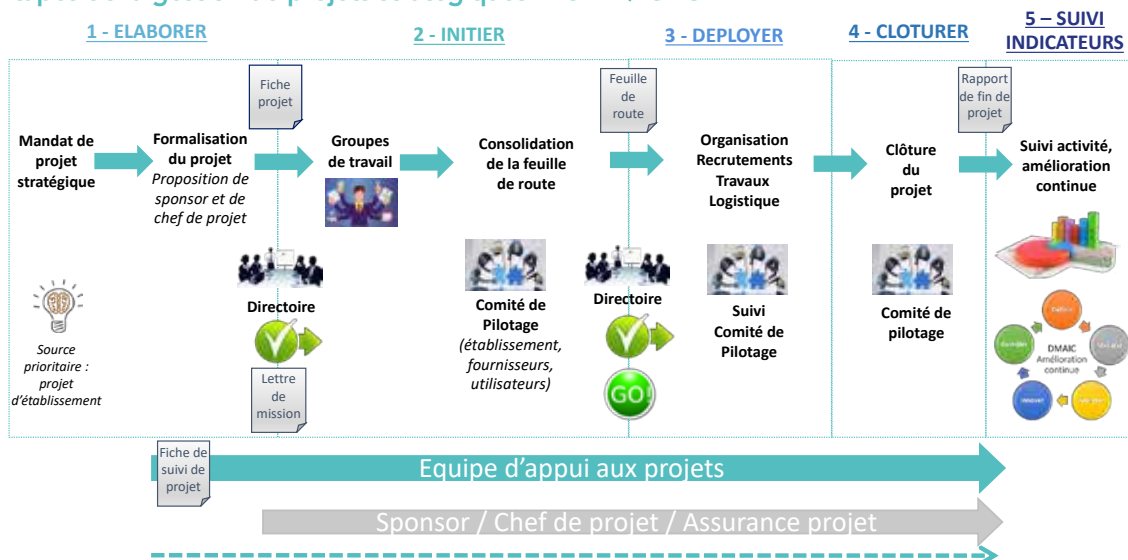 1 - ELABORER
2 - INITIER
3 - DEPLOYER
4 - CLOTURER
5 – SUIVI
INDICATEURS
Fiche
projet
Feuille
de
route
Rapport
de fin de
projet
Mandat de
projet
stratégique
Formalisation
du projet
Proposition de
sponsor et de
chef de projet
Groupes
de travail
Consolidation
de la feuille
de route
Organisation
Recrutements
Travaux
Logistique
Clôture
du
projet
Suivi activité,
amélioration
continue
Source
prioritaire :
projet
d’établissement
Directoire
Lettre
de
mission
Comité de
Pilotage
(établissement,
fournisseurs,
utilisateurs)
Directoire
GO!
Suivi
Comité de
Pilotage
Comité de
pilotage
DMAIC
Amélioration
continue
Fiche de
suivi de
projet
Equipe d’appui aux projets
Sponsor / Chef de projet / Assurance projet